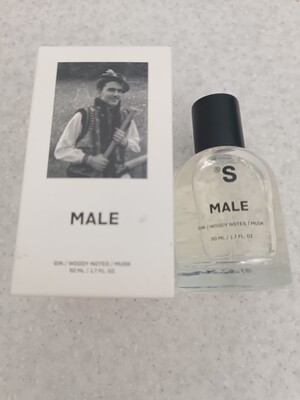 MALE
GIN / WOODY NOTES / MUSK
50 ML / 1.7 FL. OZ
S
MALE
GIN / WOODY NOTES / MUSK
50 ML / 1.7 FL. OZ